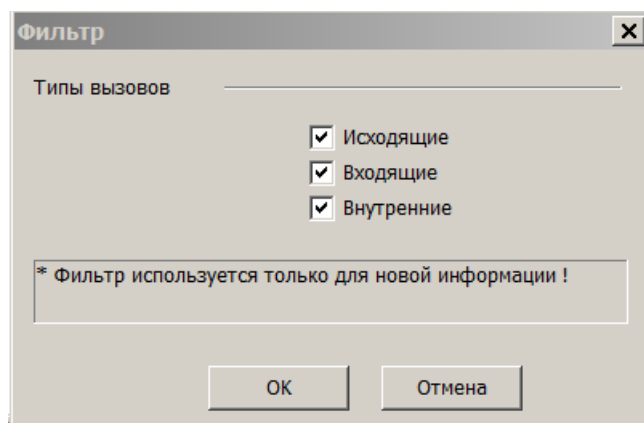 Фильтр
Типы вызовов
Исходящие
Входящие
Внутренние
* Фильтр используется только для новой информации !
OK
Отмена